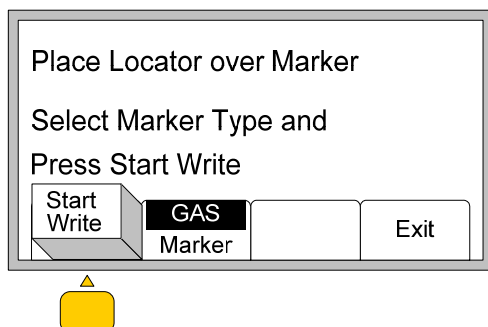 Place Locator over Marker
Select Marker Type and
Press Start Write
Start
Write
GAS
Marker
Exit